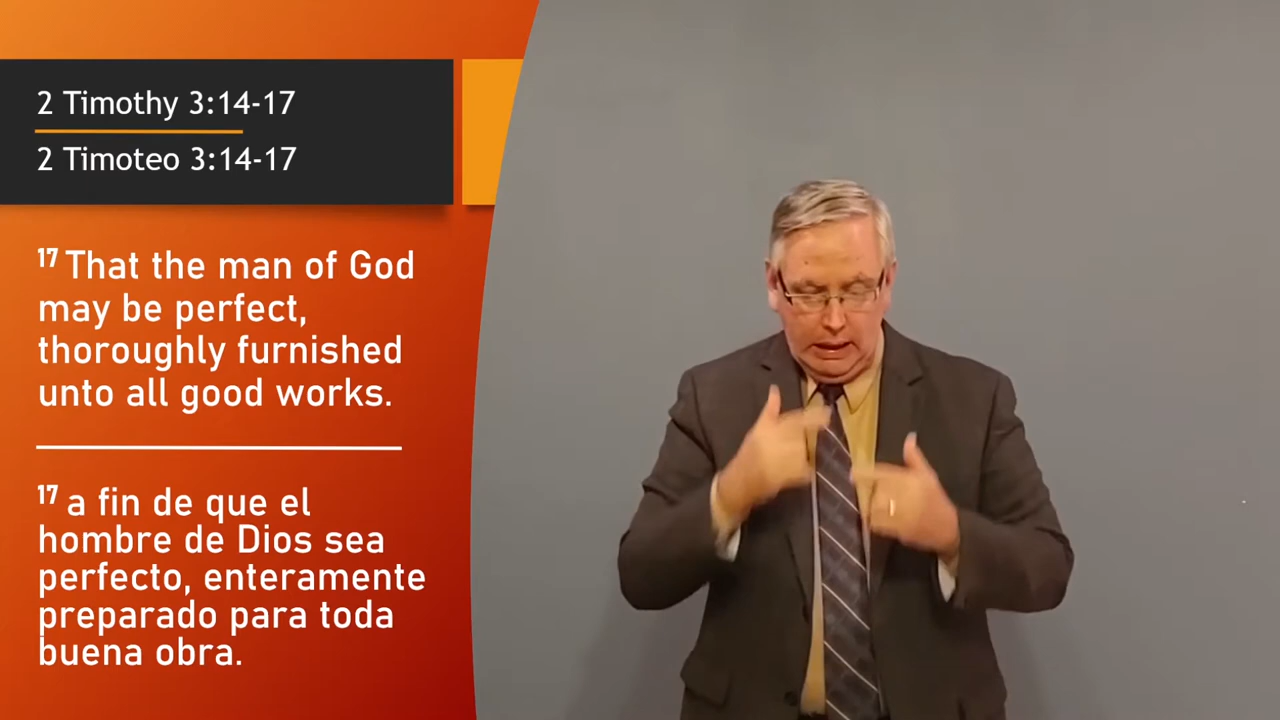 2 Timothy 3:14-17
2 Timoteo 3:14-17
17 That the man of God
may be perfect,
thoroughly furnished
unto all good works.
17 a fin de que el
hombre de Dios sea
perfecto, enteramente
preparado para toda
buena obra.